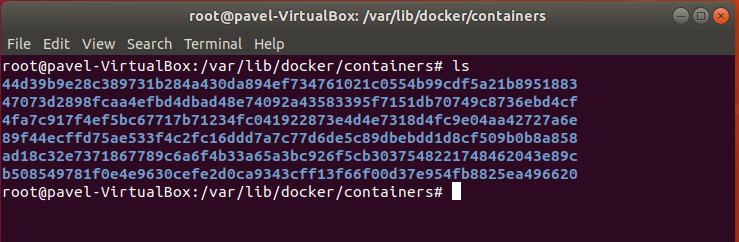 root@pavel-VirtualBox: /var/lib/docker/containers
File Edit View Search Terminal Help
root@pavel-VirtualBox:/var/lib/docker/containers# ls
44d39b9e28c389731b284a430da894ef734761021c0554b99cdf5a21b8951883
47073d2898fcaa4efbd4dbad48e74092a43583395f7151db70749c8736ebd4cf
4fa7c917f4ef5bc67717b71234fc041922873e4d4e7318d4fc9e04aa42727a6e
89f44ecffd75ae533f4c2fc16ddd7a7c77d6de5c89dbebdd1d8cf509b0b8a858
ad18c32e7371867789c6a6f4b33a65a3bc926f5cb3037548221748462043e89c
b508549781f0e4e9630cefe2d0ca9343cff13f66f00d37e954fb8825ea496620
root@pavel-VirtualBox:/var/lib/docker/containers#